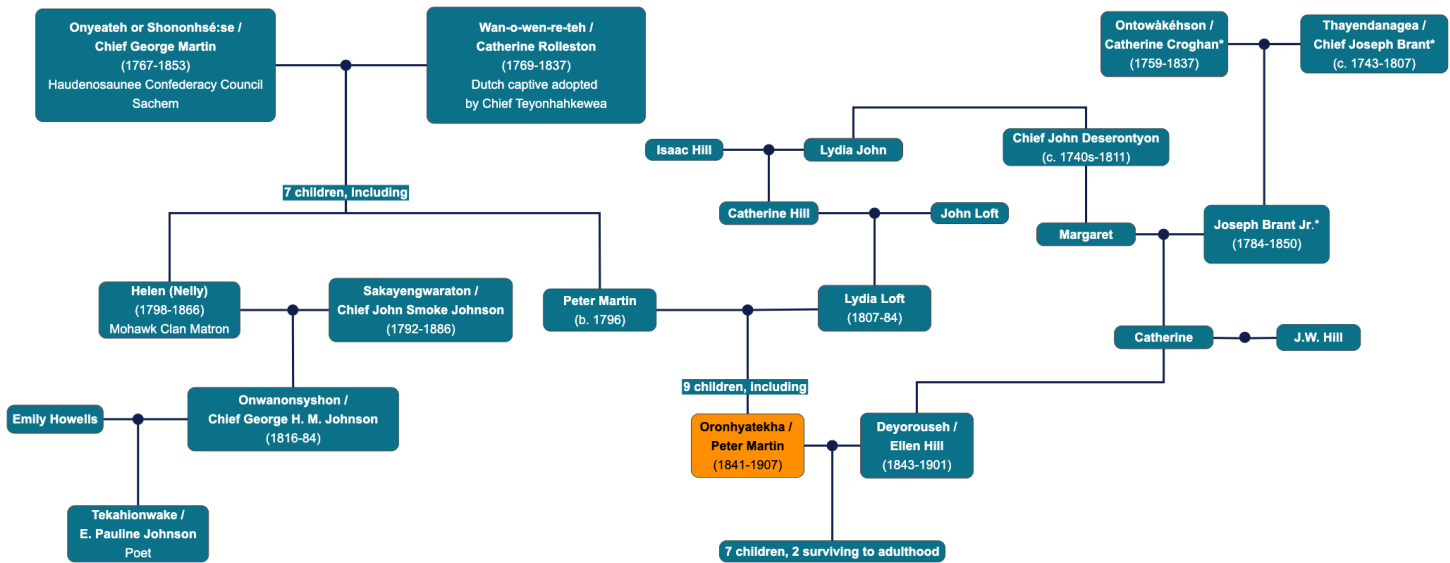 Onyeateh or Shononhsé:se /
Chief George Martin
(1767-1853)
Haudenosaunee Confederacy Council
Sachem
Wan-o-wen-re-teh /
Catherine Rolleston
(1769-1837)
Dutch captive adopted
by Chief Teyonhahkewea
Ontowàkéhson /
Catherine Croghan*
(1759-1837)
Thayendanagea /
Chief Joseph Brant*
(c. 1743-1807)
Isaac Hill
Lydia John
Chief John Deserontyon
(c. 1740s-1811)
7 children, including
Catherine Hill
John Loft
Margaret
Joseph Brant Jr.*
(1784-1850)
Helen (Nelly)
(1798-1866)
Mohawk Clan Matron
Sakayengwaraton /
Chief John Smoke Johnson
(1792-1886)
Peter Martin
(b. 1796)
Lydia Loft
(1807-84)
Catherine
J.W. Hill
9 children, including
Emily Howells
Onwanonsyshon /
Chief George H. M. Johnson
(1816-84)
Oronhyatekha /
Peter Martin
(1841-1907)
Deyorouseh /
Ellen Hill
(1843-1901)
Tekahionwake /
E. Pauline Johnson
Poet
7 children, 2 surviving to adulthood